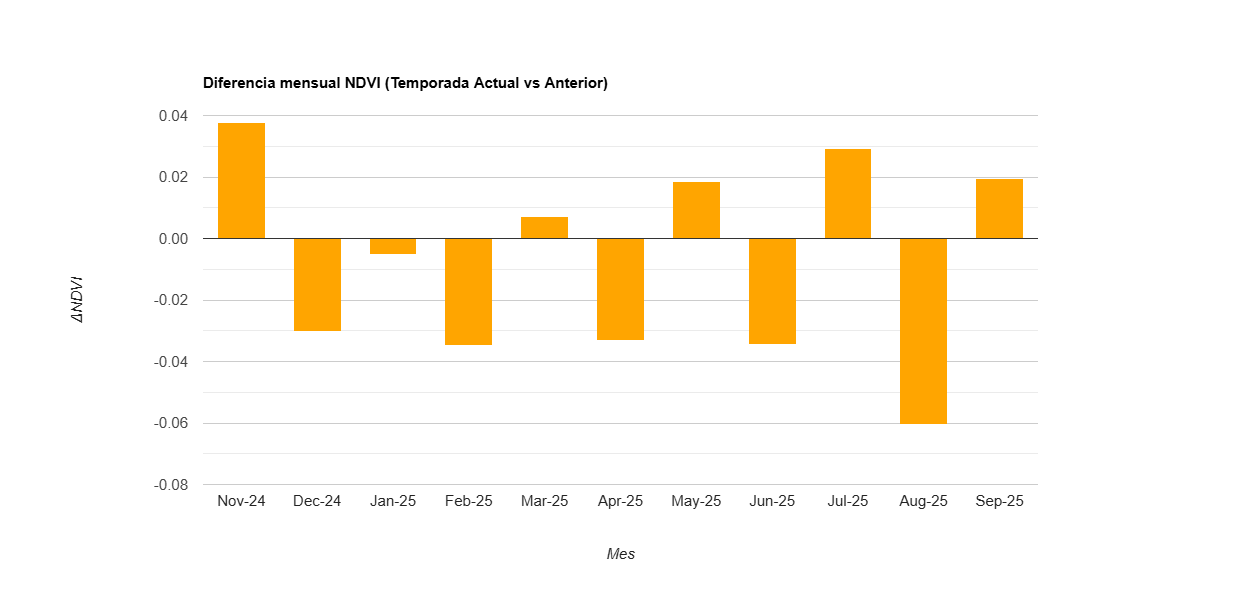 Diferencia mensual NDVI (Temporada Actual vs Anterior)
0.04
0.02
0.00
-0.02
-0.04
-0.06
-0.08
ΔNDVI
Nov-24 Dec-24 Jan-25 Feb-25 Mar-25 Apr-25 May-25 Jun-25 Jul-25 Aug-25 Sep-25
Mes